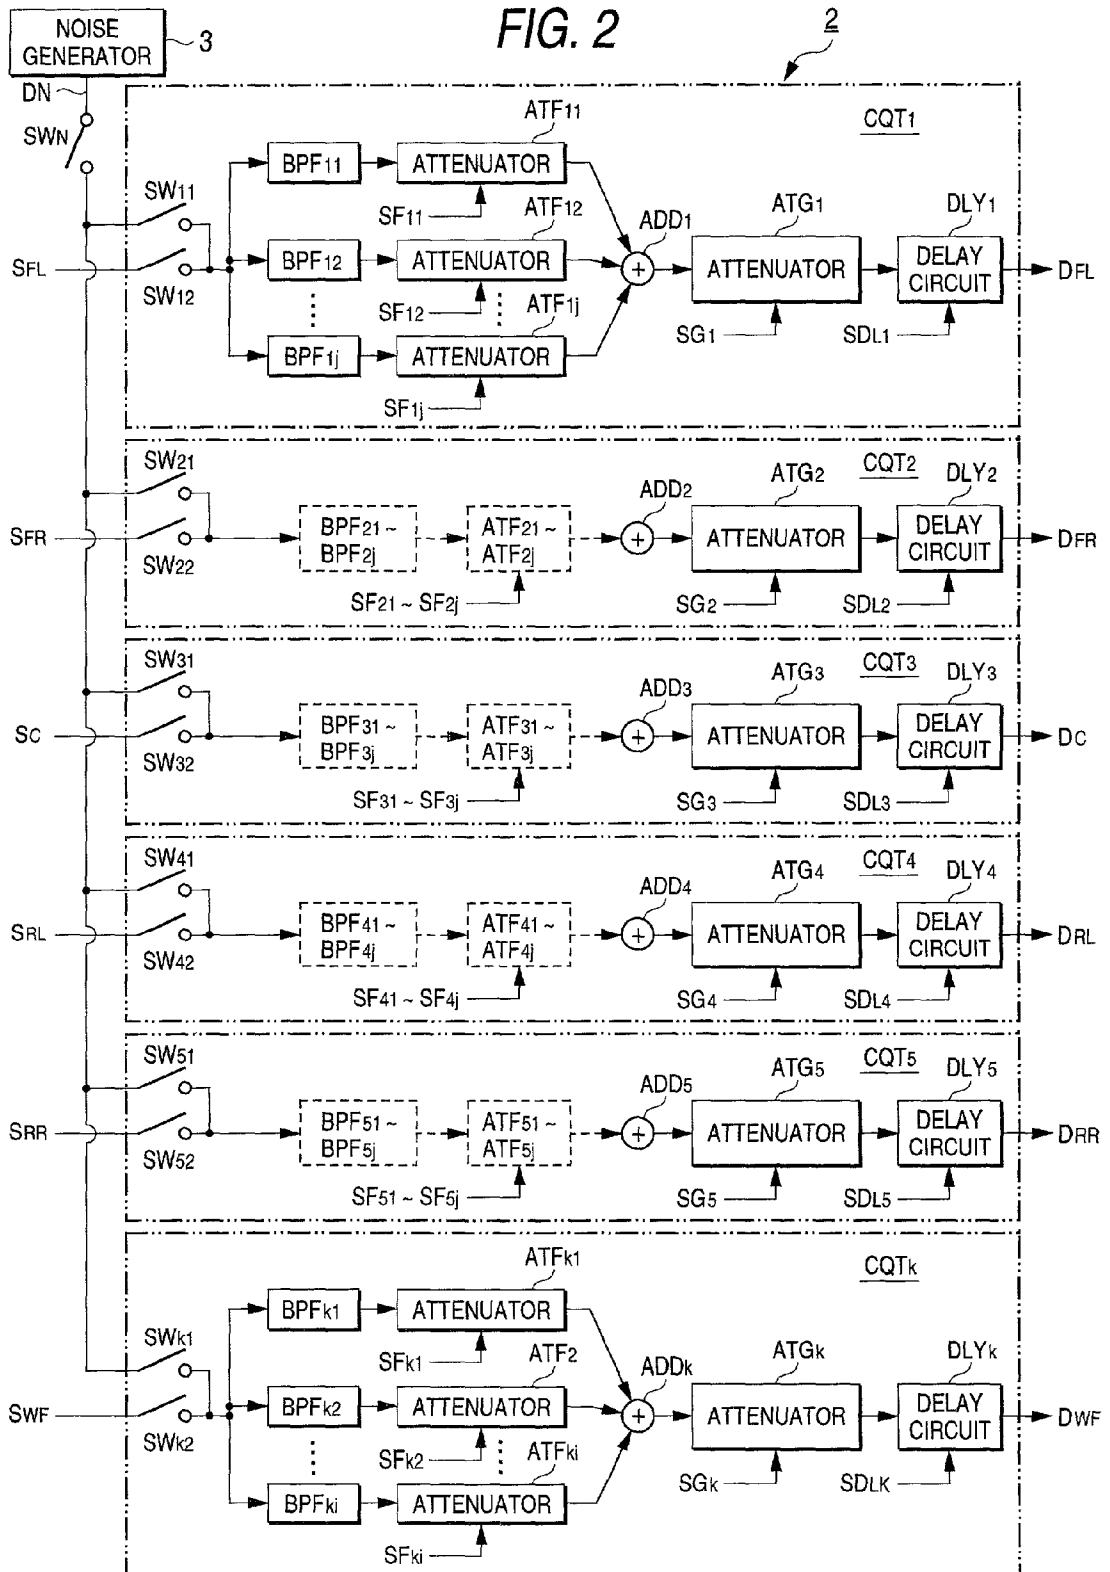 FIG. 2
2
NOISE
GENERATOR
3
DN
SWN
CQT1
ATF11
SW11
BPF11
ATTENUATOR
SF11
ATF12
ATG1
DLY1
ADD1
SFL
SW12
BPF12
ATTENUATOR
+
ATTENUATOR
DELAY
CIRCUIT
DFL
SF12
ATF1j
SG1
SDL1
BPF1j
ATTENUATOR
SF1j
CQT2
SW21
ADD2
ATG2
DLY2
SFR
SW22
BPF21 ~
BPF2j
ATF21 ~
ATF2j
+
ATTENUATOR
DELAY
CIRCUIT
DFR
SF21 ~ SF2j
SG2
SDL2
CQT3
SW31
ADD3
ATG3
DLY3
SC
SW32
BPF31 ~
BPF3j
ATF31 ~
ATF3j
+
ATTENUATOR
DELAY
CIRCUIT
DC
SF31 ~ SF3j
SG3
SDL3
CQT4
SW41
ADD4
ATG4
DLY4
SRL
SW42
BPF41 ~
BPF4j
ATF41 ~
ATF4j
+
ATTENUATOR
DELAY
CIRCUIT
DRL
SF41 ~ SF4j
SG4
SDL4
CQT5
SW51
ADD5
ATG5
DLY5
SRR
SW52
BPF51 ~
BPF5j
ATF51 ~
ATF5j
+
ATTENUATOR
DELAY
CIRCUIT
DRR
SF51 ~ SF5j
SG5
SDL5
CQTk
ATFk1
BPFk1
ATTENUATOR
SWk1
SFk1
ATF2
ADDk
ATGk
DLYk
SWF
SWk2
BPFk2
ATTENUATOR
+
ATTENUATOR
DELAY
CIRCUIT
DWF
SFk2
ATFki
SGk
SDLK
BPFki
ATTENUATOR
SFki